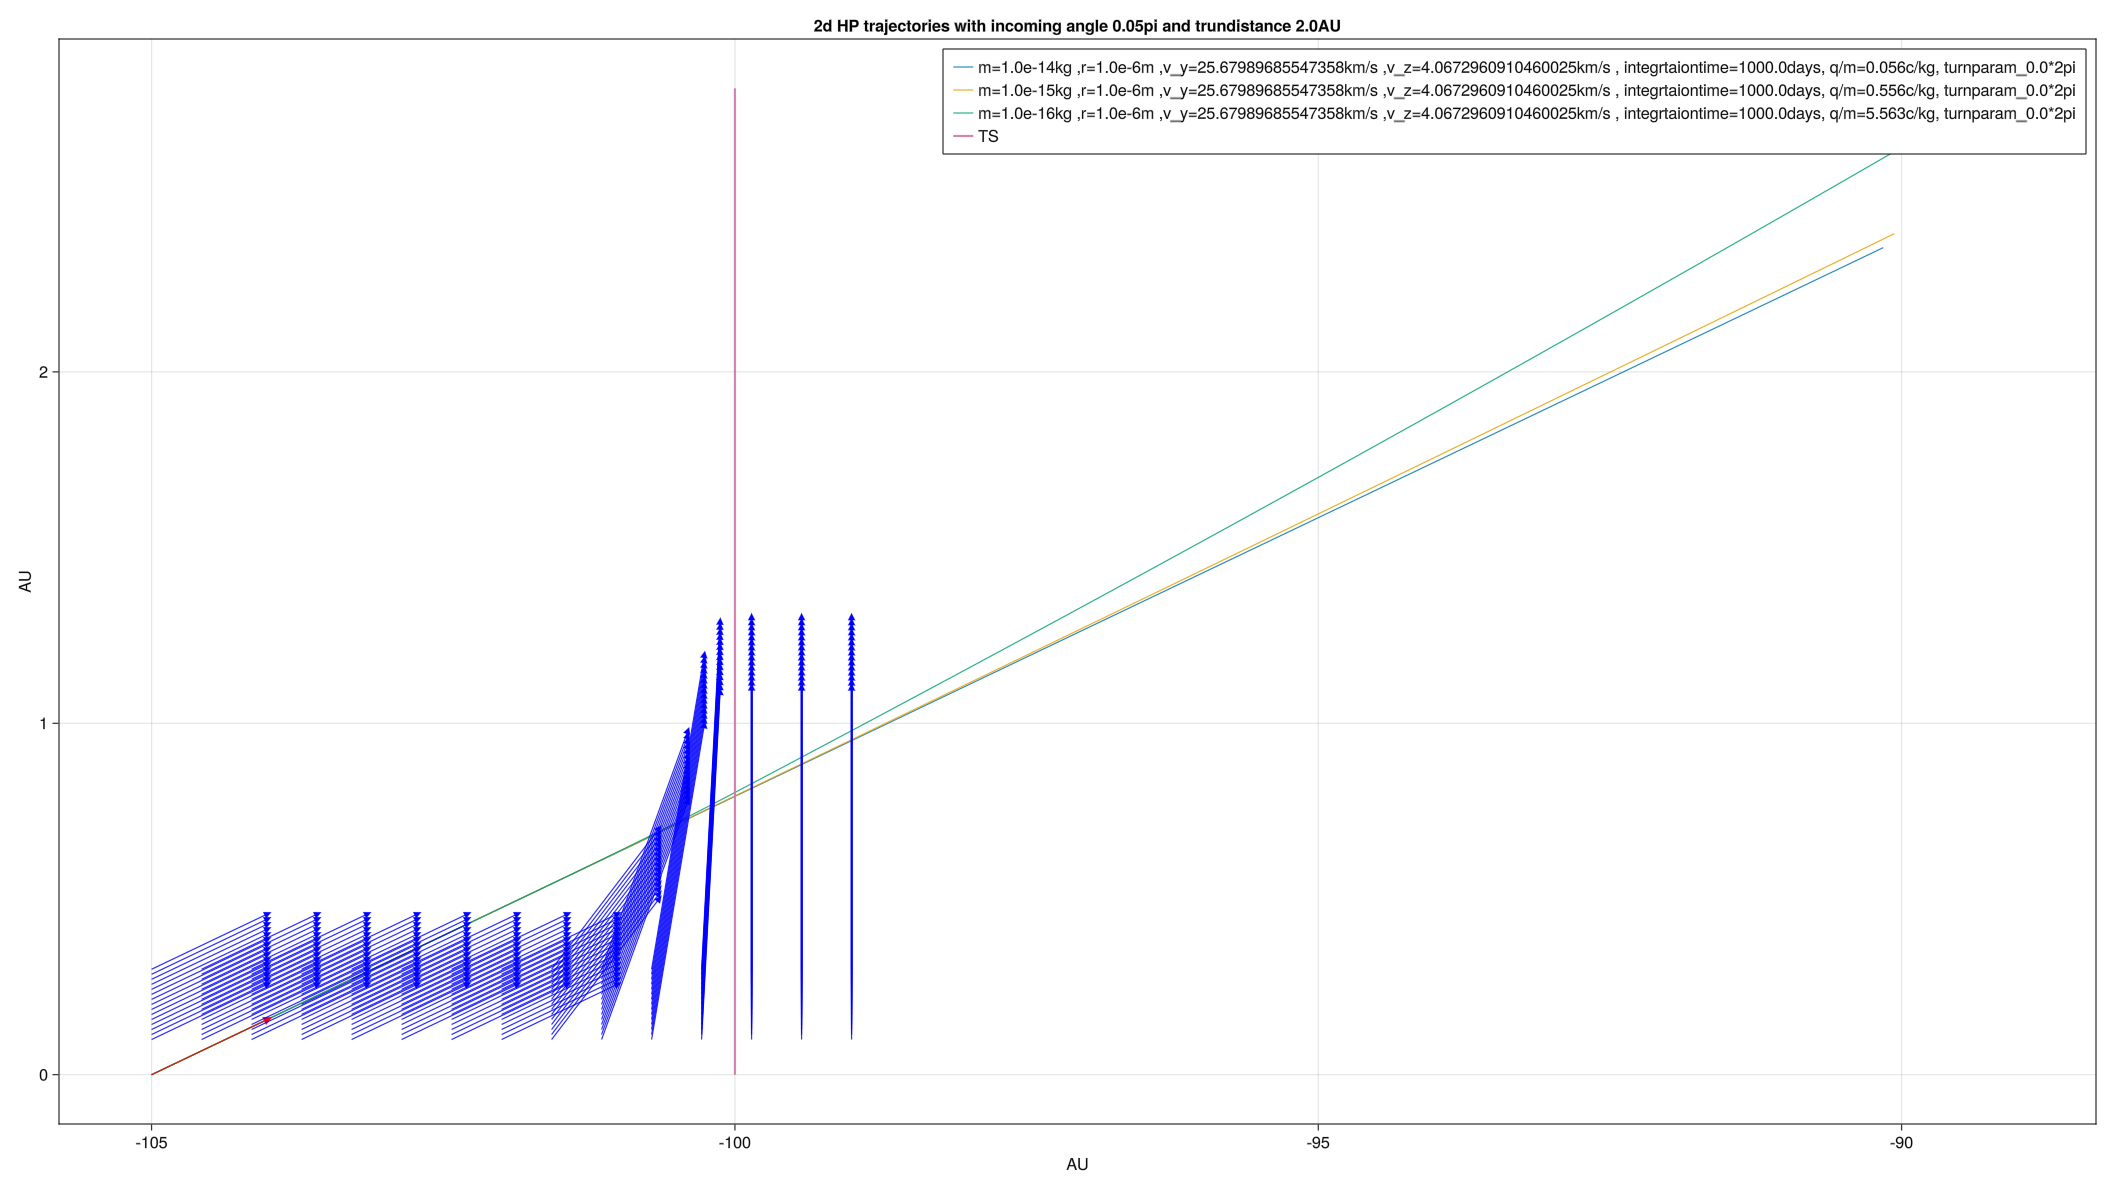 2d HP trajectories with incoming angle 0.05pi and trundistance 2.0AU
m=1.0e-14kg ,r=1.0e-6m ,v_y=25.67989685547358km/s ,v_z=4.0672960910460025km/s , integrtaiontime=1000.0days, q/m=0.056c/kg, turnparam_0.0*2pi
m=1.0e-15kg ,r=1.0e-6m ,v_y=25.67989685547358km/s ,v_z=4.0672960910460025km/s , integrtaiontime=1000.0days, q/m=0.556c/kg, turnparam_0.0*2pi
m=1.0e-16kg ,r=1.0e-6m ,v_y=25.67989685547358km/s ,v_z=4.0672960910460025km/s , integrtaiontime=1000.0days, q/m=5.563c/kg, turnparam_0.0*2pi
TS
2
1
0
AU
-105
-100
-95
-90
AU